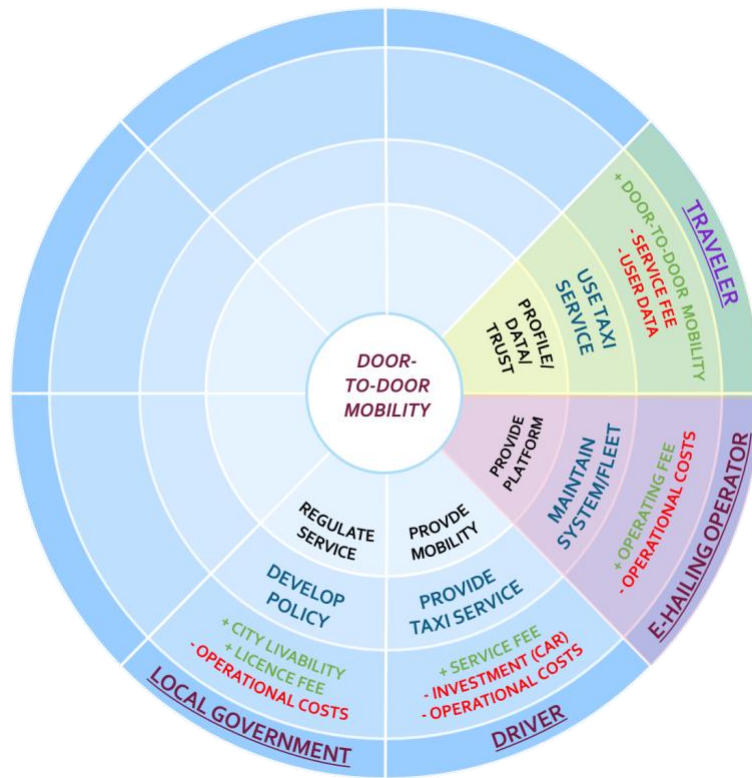 DOOR-
TO-DOOR
MOBILITY
TRAVELER
+ DOOR-TO-DOOR MOBILITY
- SERVICE FEE
- USER DATA
USE TAXI
SERVICE
PROFILE/
DATA/
TRUST
E-HAILING OPERATOR
+ OPERATING FEE
- OPERATIONAL COSTS
MAINTAIN
SYSTEM/FLEET
PROVIDE
PLATFORM
PROVDE
MOBILITY
PROVIDE
TAXI SERVICE
+ SERVICE FEE
- INVESTMENT (CAR)
- OPERATIONAL COSTS
DRIVER
REGULATE
SERVICE
DEVELOP
POLICY
+ CITY LIVABILITY
+ LICENCE FEE
- OPERATIONAL COSTS
LOCAL GOVERNMENT